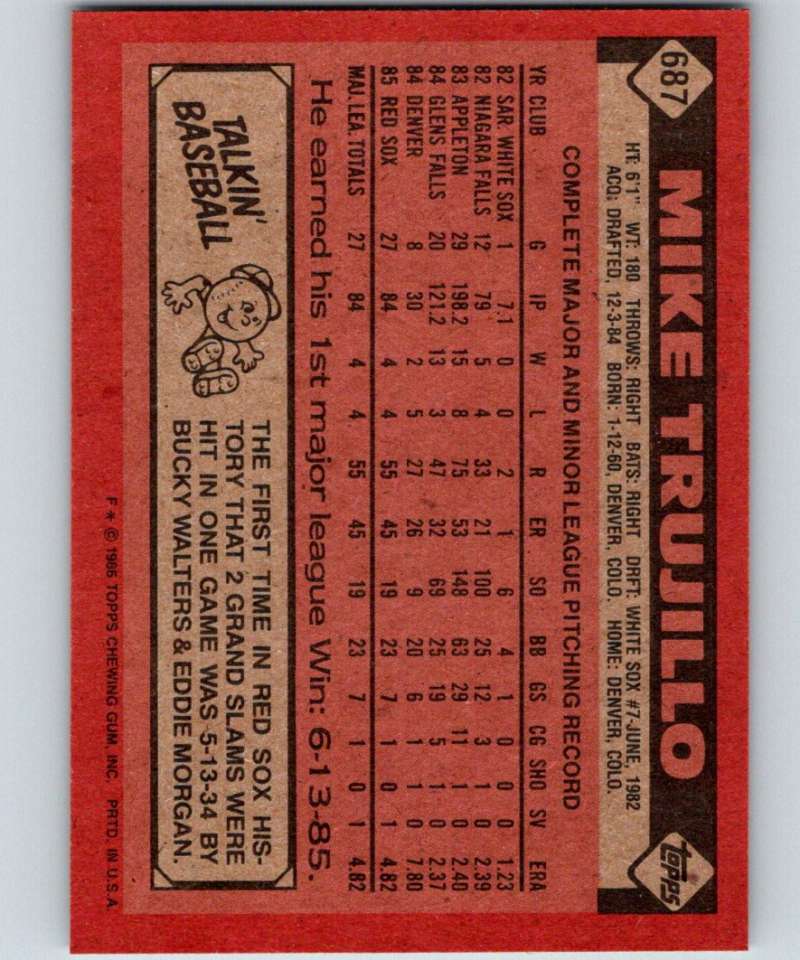 687
MIKE TRUJILLO
topps
HT: 6'1" WT: 180 THROWS: RIGHT BATS: RIGHT DRFT: WHITE SOX #7-JUNE, 1982
ACQ: DRAFTED, 12-3-84 BORN: 1-12-60, DENVER, COLO. HOME: DENVER, COLO.
COMPLETE MAJOR AND MINOR LEAGUE PITCHING RECORD
YR CLUB G IP W L R ER SO BB GS CG SHO SV ERA
82 SAR. WHITE SOX 1 7.1 0 0 2 1 6 4 1 0 0 0 1.23
82 NIAGARA FALLS 12 79 5 4 33 21 100 25 12 3 1 0 2.39
83 APPLETON 29 198.2 15 8 75 53 148 63 29 11 1 0 2.40
84 GLENS FALLS 20 121.2 13 3 47 32 69 25 19 5 1 0 2.37
84 DENVER 8 30 2 5 27 26 9 20 6 1 1 0 7.80
85 RED SOX 27 84 4 4 55 45 19 23 7 1 0 1 4.82
MAJ. LEA. TOTALS 27 84 4 4 55 45 19 23 7 1 0 1 4.82
He earned his 1st major league Win: 6-13-85.
TALKIN'
BASEBALL
THE FIRST TIME IN RED SOX HIS-
TORY THAT 2 GRAND SLAMS WERE
HIT IN ONE GAME WAS 5-13-34 BY
BUCKY WALTERS & EDDIE MORGAN.
F* © 1986 TOPPS CHEWING GUM, INC. PRTD. IN U.S.A.